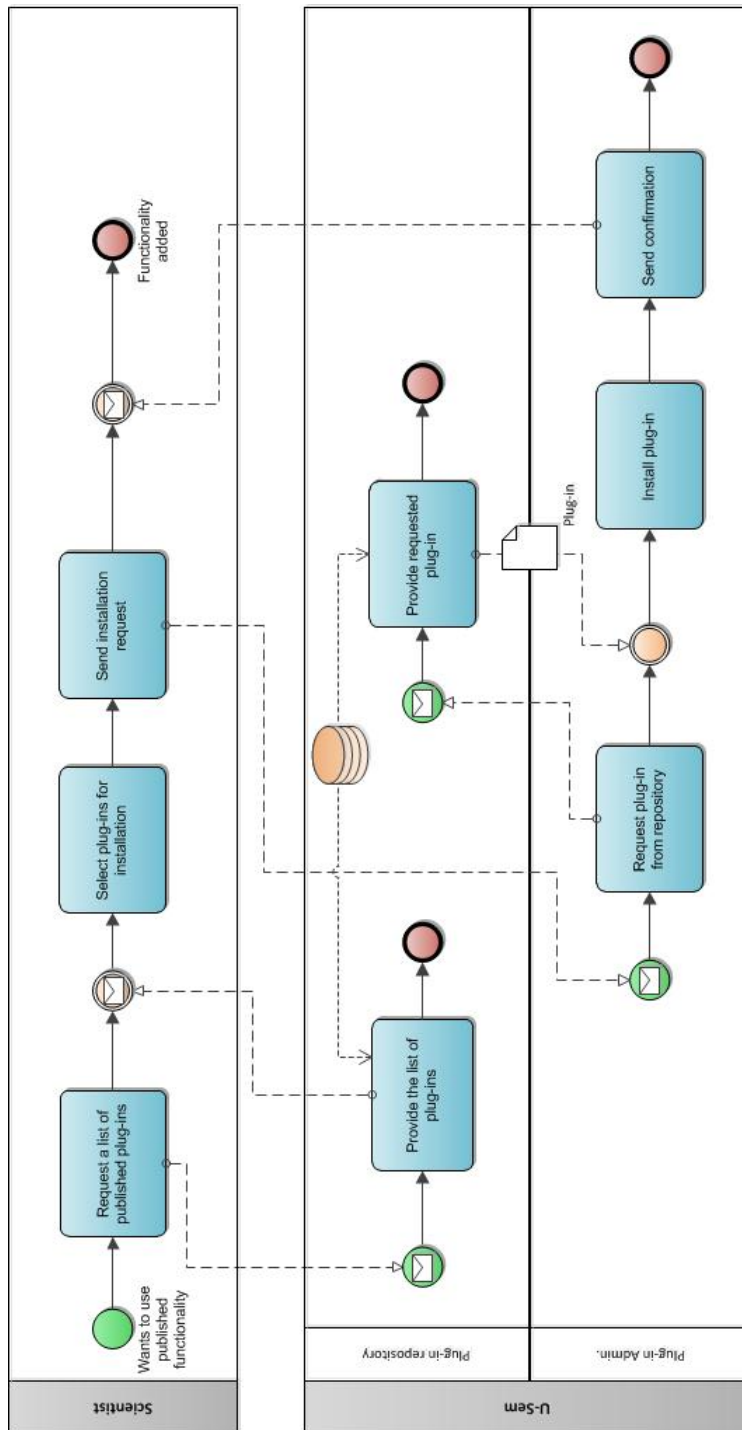 Scientist
Wants to use
published
functionality
Request a list of
published plug-ins
Select plug-ins for
installation
Send installation
request
Functionality
added
U-Sem
Plug-in repository
Provide the list of
plug-ins
Provide requested
plug-in
Plug-in
Plug-in Admin.
Request plug-in
from repository
Install plug-in
Send confirmation